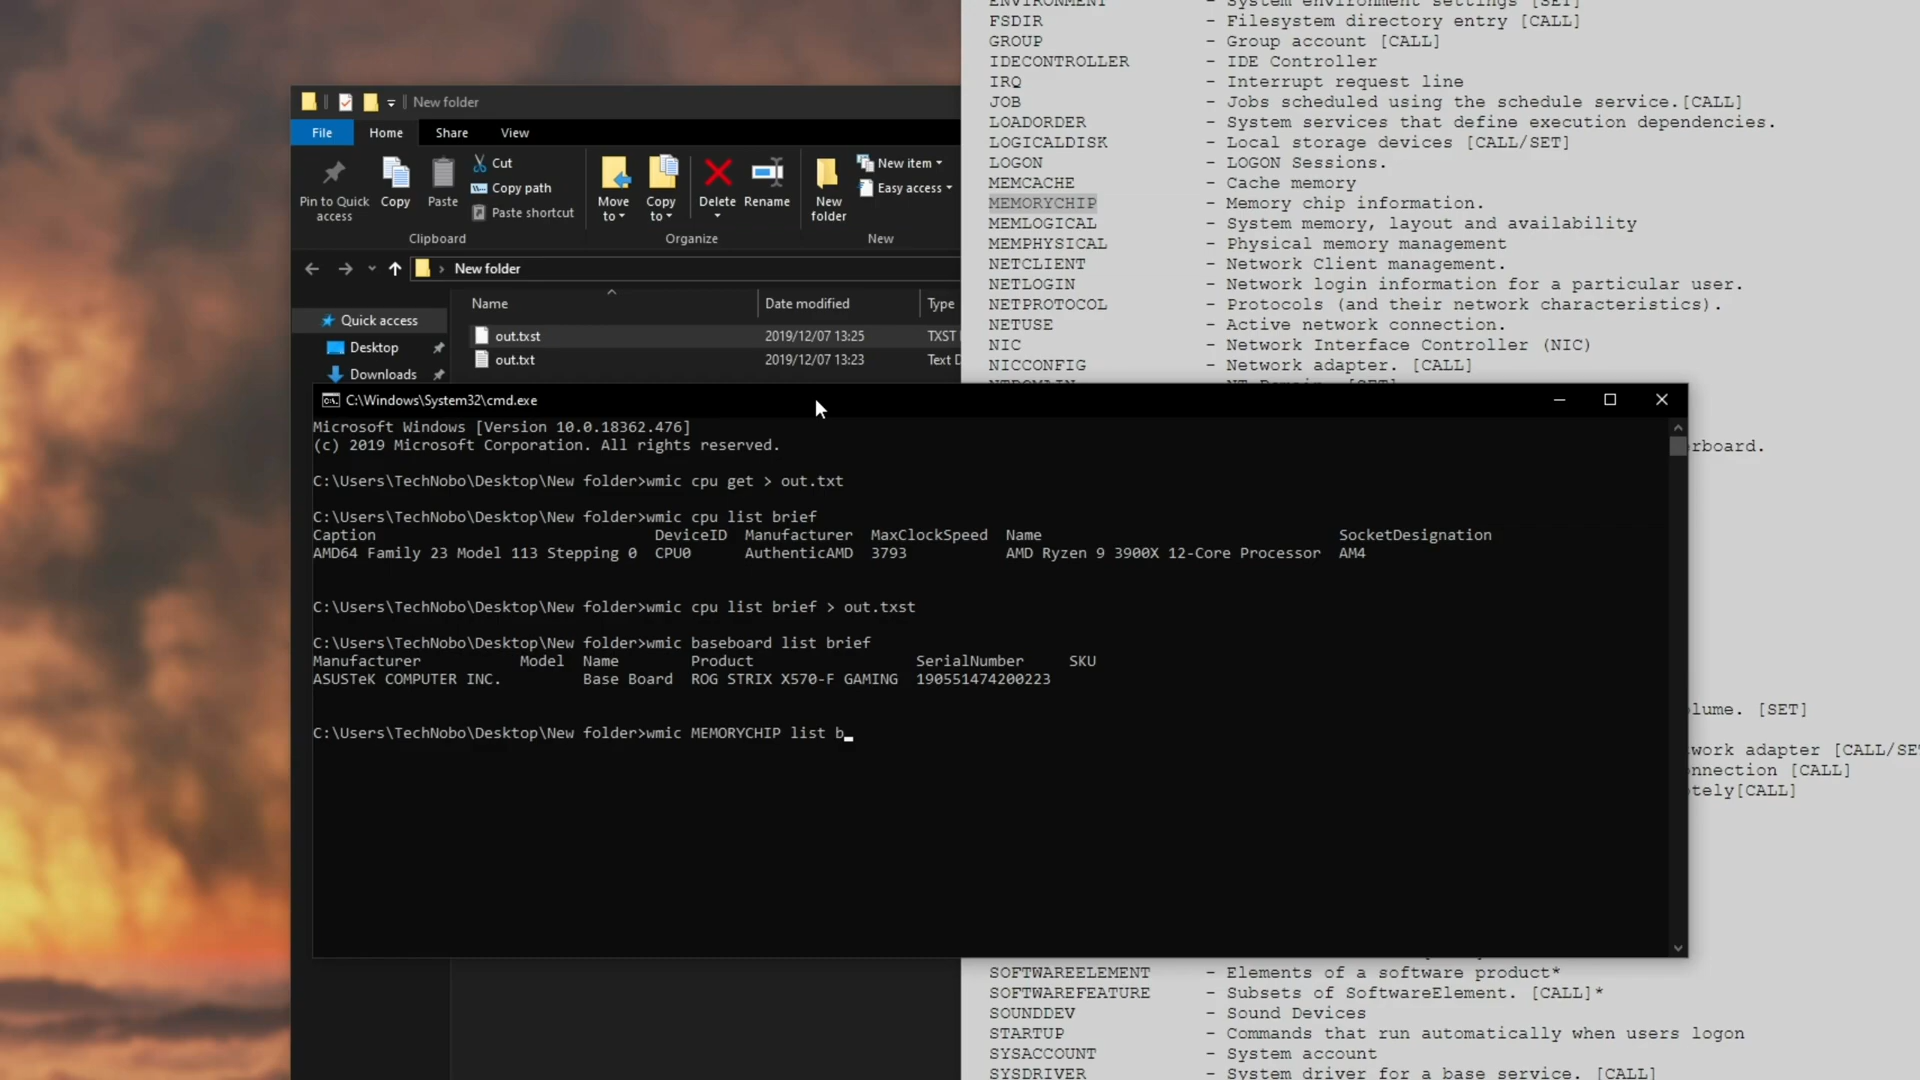 ENVIRONMENT - System environment settings [SET]
FSDIR - Filesystem directory entry [CALL]
GROUP - Group account [CALL]
IDECONTROLLER - IDE Controller
IRQ - Interrupt request line
JOB - Jobs scheduled using the schedule service.[CALL]
LOADORDER - System services that define execution dependencies.
LOGICALDISK - Local storage devices [CALL/SET]
LOGON - LOGON Sessions.
MEMCACHE - Cache memory
MEMORYCHIP - Memory chip information.
MEMLOGICAL - System memory, layout and availability
MEMPHYSICAL - Physical memory management
NETCLIENT - Network Client management.
NETLOGIN - Network login information for a particular user.
NETPROTOCOL - Protocols (and their network characteristics).
NETUSE - Active network connection.
NIC - Network Interface Controller (NIC)
NICCONFIG - Network adapter. [CALL]
NTDOMAIN - NT Domain. [SET]
New folder
File Home Share View
Pin to Quick access
Copy
Paste
Cut
Copy path
Paste shortcut
Clipboard
Move to
Copy to
Delete
Rename
Organize
New folder
New item
Easy access
New
New folder
Name Date modified Type
Quick access
Desktop
Downloads
out.txst 2019/12/07 13:25 TXST
out.txt 2019/12/07 13:23 Text D
C:\Windows\System32\cmd.exe
Microsoft Windows [Version 10.0.18362.476]
(c) 2019 Microsoft Corporation. All rights reserved.
C:\Users\TechNobo\Desktop\New folder>wmic cpu get > out.txt
C:\Users\TechNobo\Desktop\New folder>wmic cpu list brief
Caption DeviceID Manufacturer MaxClockSpeed Name SocketDesignation
AMD64 Family 23 Model 113 Stepping 0 CPU0 AuthenticAMD 3793 AMD Ryzen 9 3900X 12-Core Processor AM4
C:\Users\TechNobo\Desktop\New folder>wmic cpu list brief > out.txst
C:\Users\TechNobo\Desktop\New folder>wmic baseboard list brief
Manufacturer Model Name Product SerialNumber SKU
ASUSTeK COMPUTER INC. Base Board ROG STRIX X570-F GAMING 190551474200223
C:\Users\TechNobo\Desktop\New folder>wmic MEMORYCHIP list b_
rboard.
lume. [SET]
work adapter [CALL/SE
nnection [CALL]
tely[CALL]
SOFTWAREELEMENT - Elements of a software product*
SOFTWAREFEATURE - Subsets of SoftwareElement. [CALL]*
SOUNDDEV - Sound Devices
STARTUP - Commands that run automatically when users logon
SYSACCOUNT - System account
SYSDRIVER - System driver for a base service. [CALL]